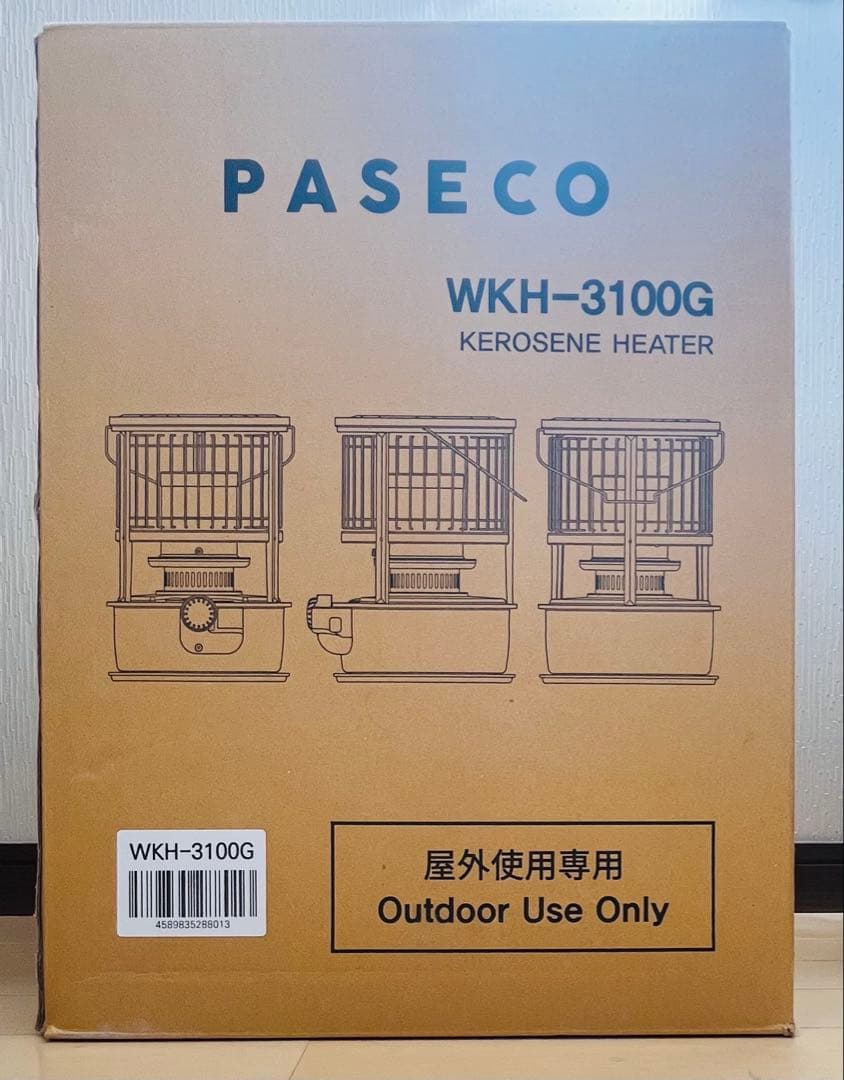 PASECO
WKH-3100G
KEROSENE HEATER
WKH-3100G
4589835288013
屋外使用専用
Outdoor Use Only